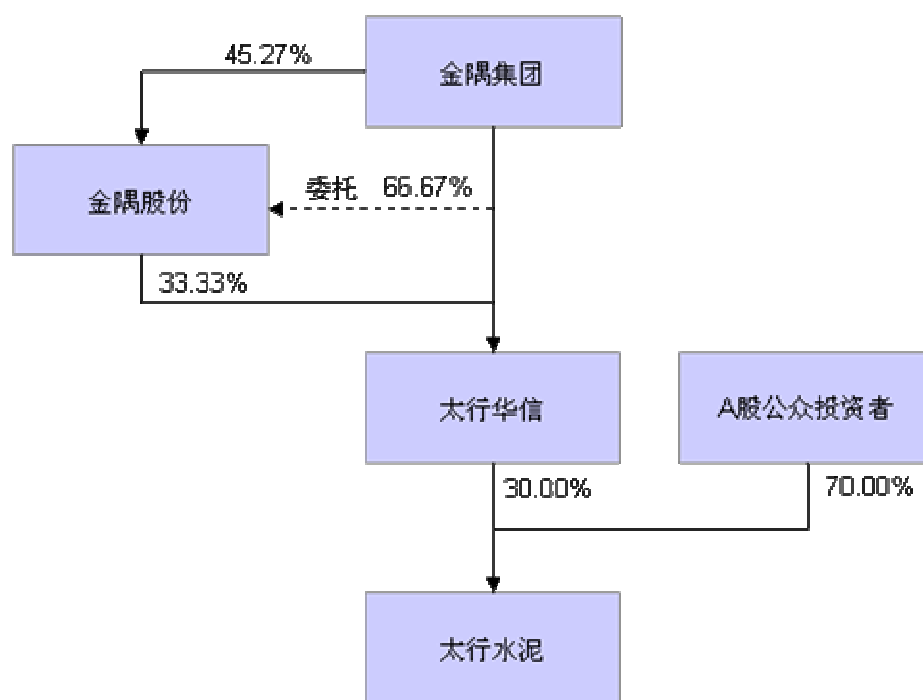 45.27%
金隅集团
金隅股份
委托 66.67%
33.33%
太行华信
A股公众投资者
30.00%
70.00%
太行水泥